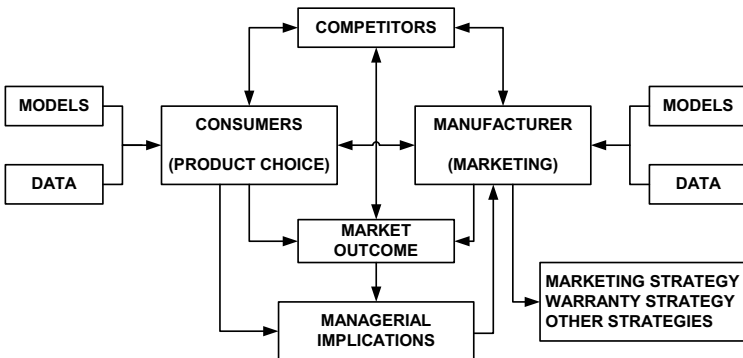 COMPETITORS
MODELS
DATA
CONSUMERS
(PRODUCT CHOICE)
MANUFACTURER
(MARKETING)
MODELS
DATA
MARKET
OUTCOME
MANAGERIAL
IMPLICATIONS
MARKETING STRATEGY
WARRANTY STRATEGY
OTHER STRATEGIES